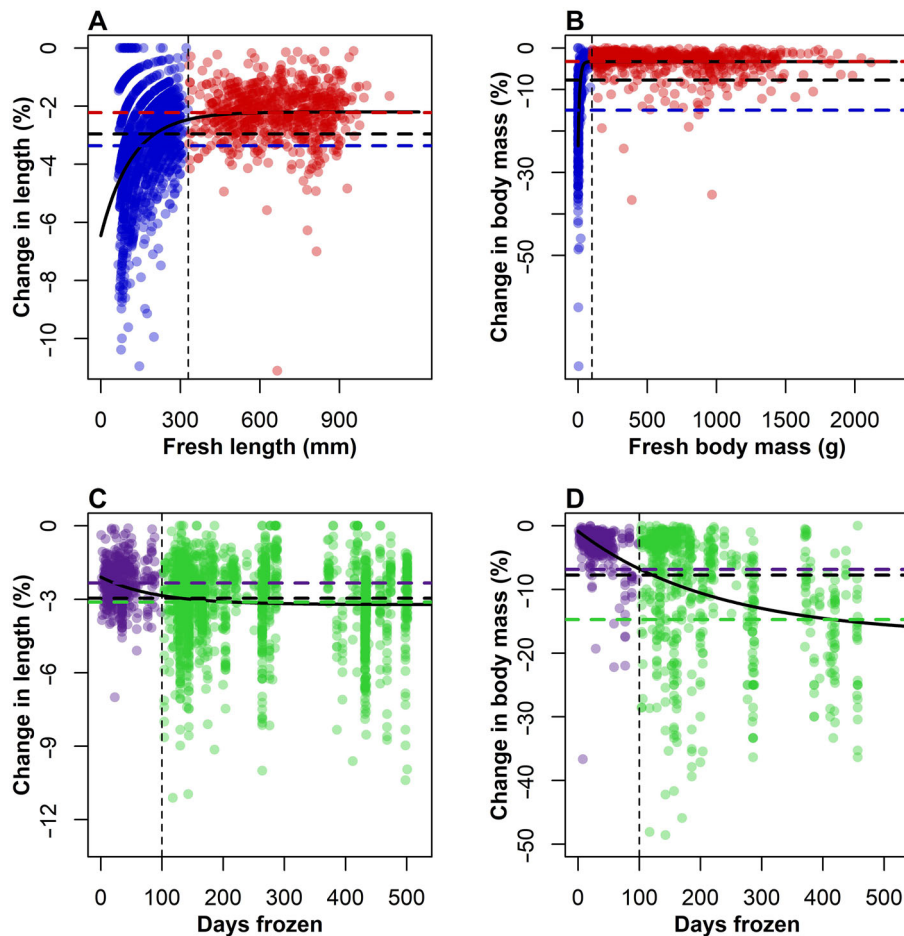 A
Change in length (%)
0
−2
−4
−6
−8
−10
0 300 600 900
Fresh length (mm)
B
Change in body mass (%)
0
−10
−30
−50
0 500 1000 2000
Fresh body mass (g)
C
Change in length (%)
0
−3
−6
−9
−12
0 100 200 300 400 500
Days frozen
D
Change in body mass (%)
0
−10
−20
−30
−40
−50
0 100 200 300 400 500
Days frozen